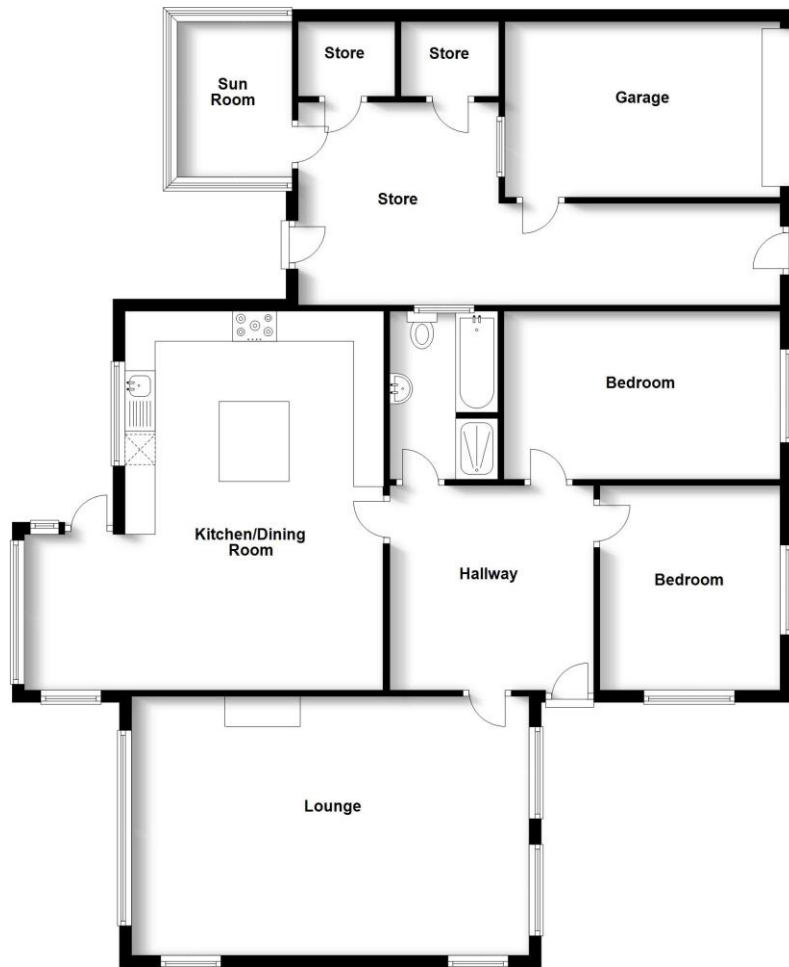 Store
Store
Sun
Room
Garage
Store
Bedroom
Kitchen/Dining
Room
Hallway
Bedroom
Lounge